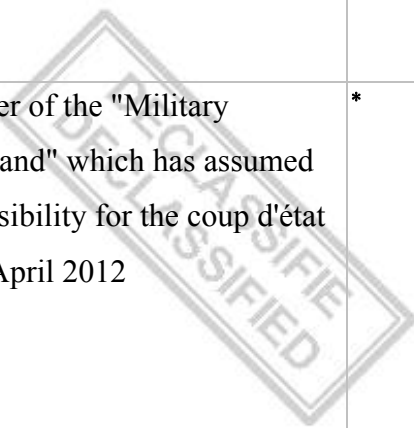 er of the "Military *
and" which has assumed
sibility for the coup d'état
April 2012
DECLASSIFIED
DECLASSIFIE